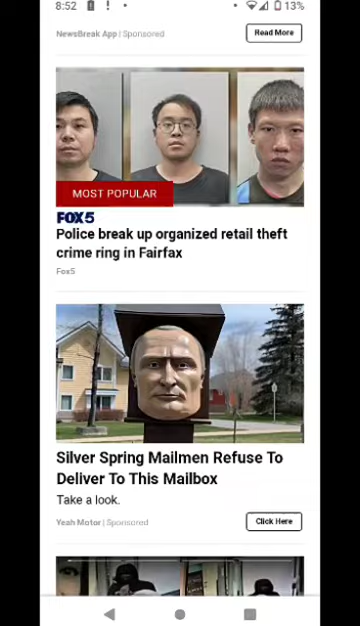 8:52
13%
NewsBreak App | Sponsored
Read More
MOST POPULAR
FOX5
Police break up organized retail theft
crime ring in Fairfax
Fox5
Silver Spring Mailmen Refuse To
Deliver To This Mailbox
Take a look.
Yeah Motor | Sponsored
Click Here